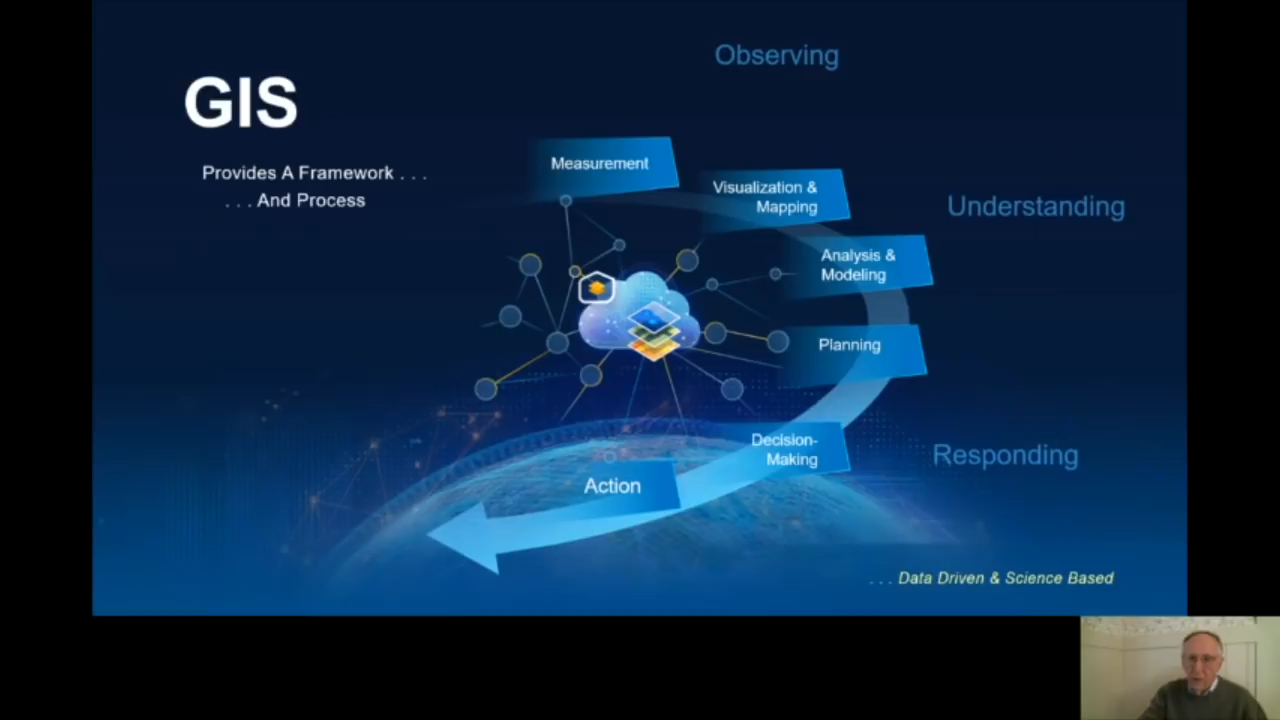 Observing
GIS
Provides A Framework . . .
. . . And Process
Measurement
Visualization &
Mapping
Understanding
Analysis &
Modeling
Planning
Decision-
Making
Responding
Action
. . . Data Driven & Science Based